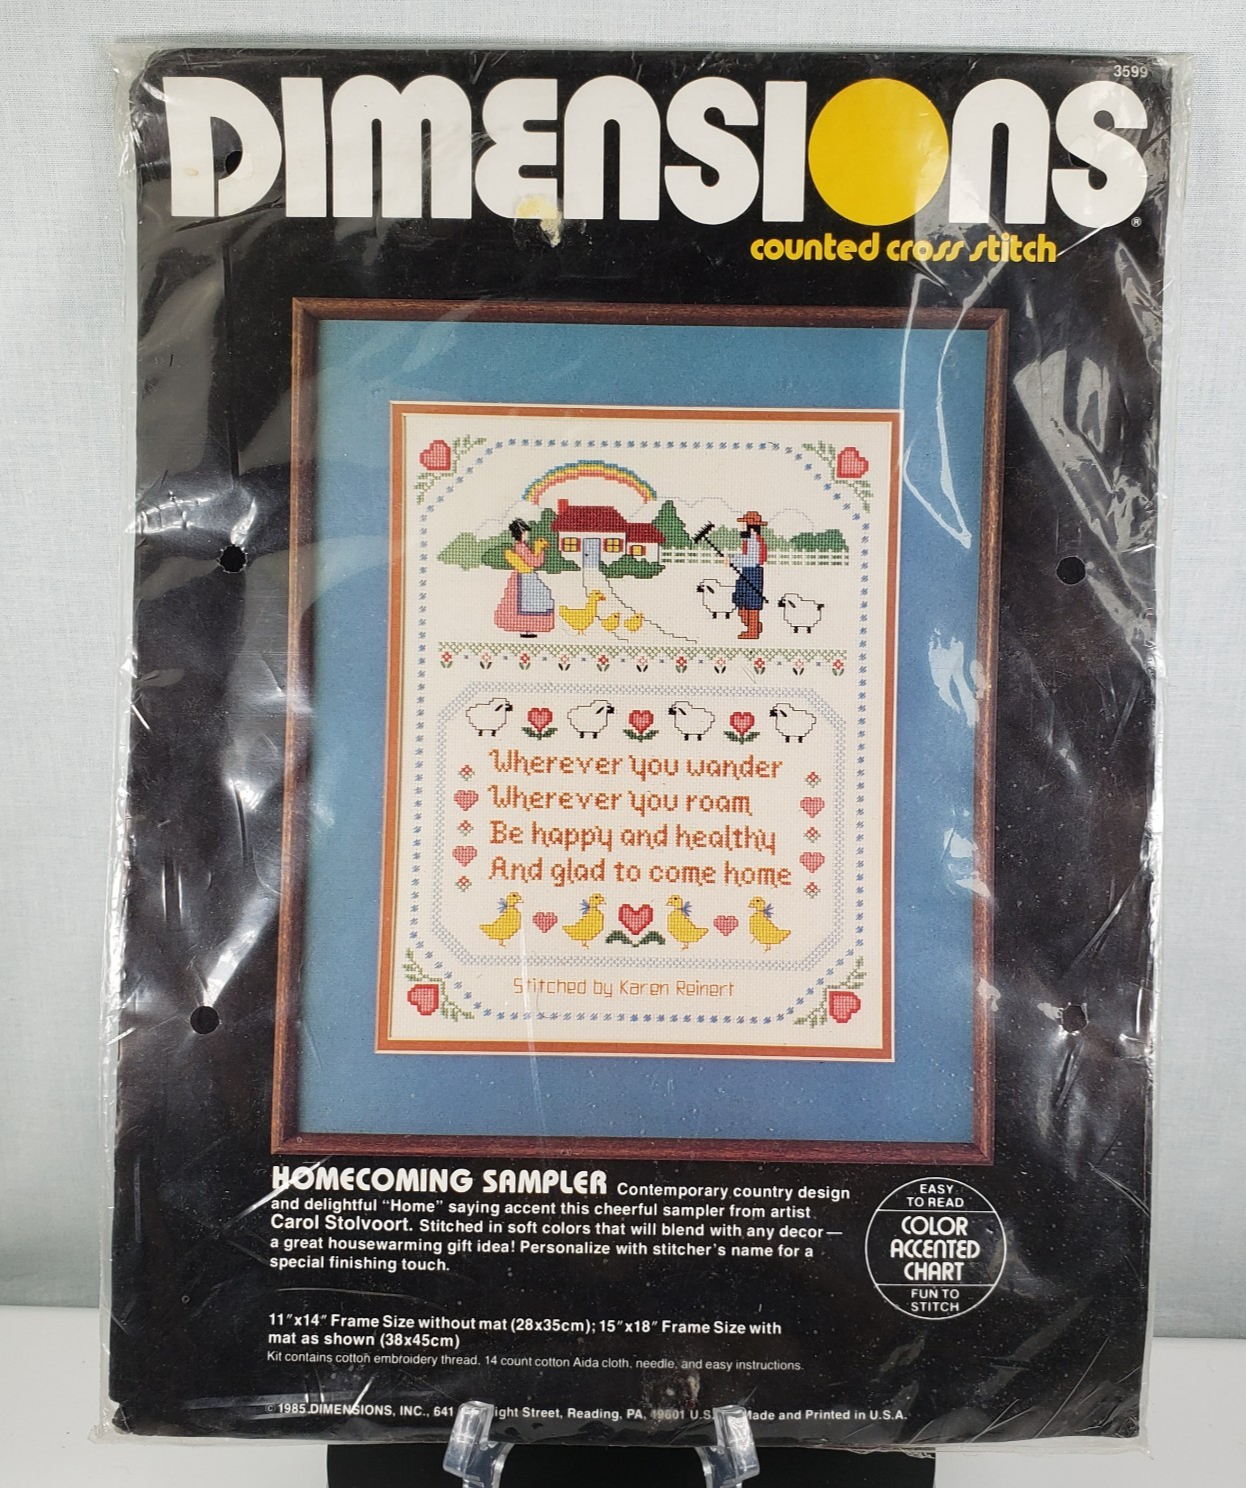 3599
DIMENSIONS®
counted cross stitch
Wherever you wander
Wherever you roam
Be happy and healthy
And glad to come home
Stitched by Karen Reinert
HOMECOMING SAMPLER Contemporary country design
and delightful "Home" saying accent this cheerful sampler from artist
Carol Stolvoort. Stitched in soft colors that will blend with any decor—
a great housewarming gift idea! Personalize with stitcher's name for a
special finishing touch.
EASY
TO READ
COLOR
ACCENTED
CHART
FUN TO
STITCH
11"x14" Frame Size without mat (28x35cm); 15"x18" Frame Size with
mat as shown (38x45cm)
Kit contains cotton embroidery thread, 14 count cotton Aida cloth, needle, and easy instructions.
© 1985 DIMENSIONS, INC., 641 Street, Reading, PA, 19601 Made and Printed in U.S.A.